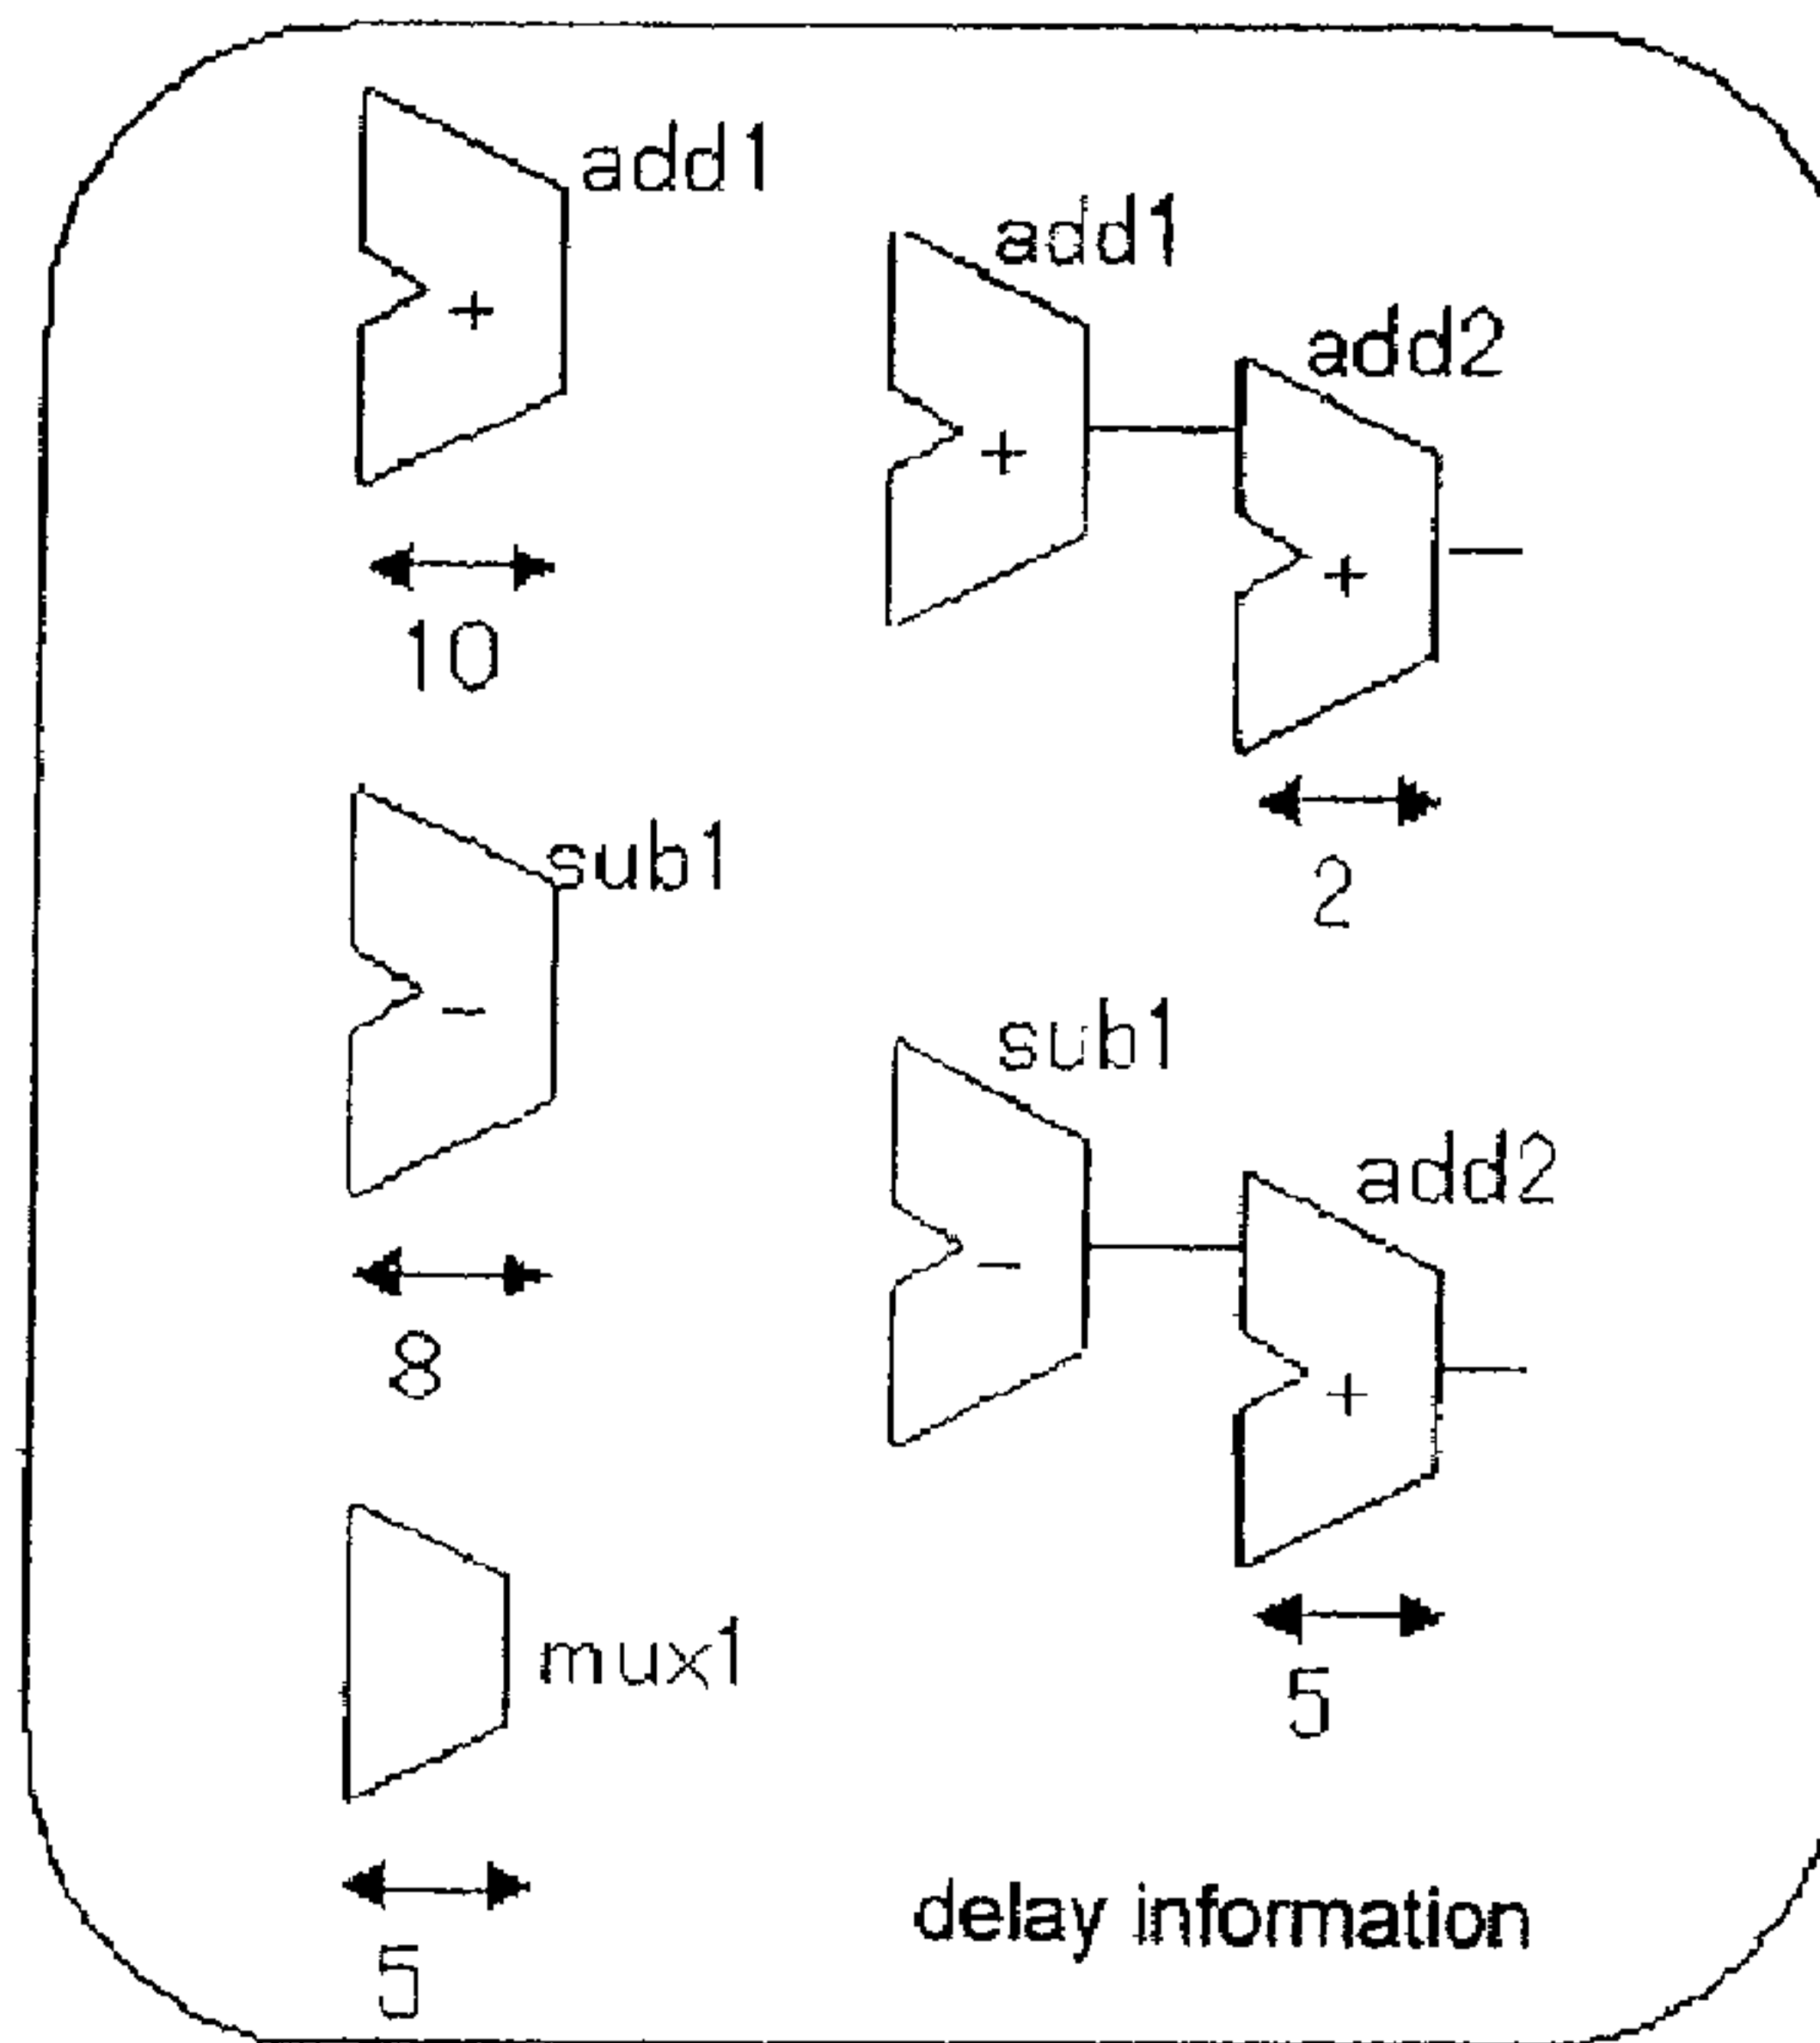 add1
+
10
add1
+
add2
+
2
sub1
-
8
sub1
-
add2
+
5
mux1
5
delay information